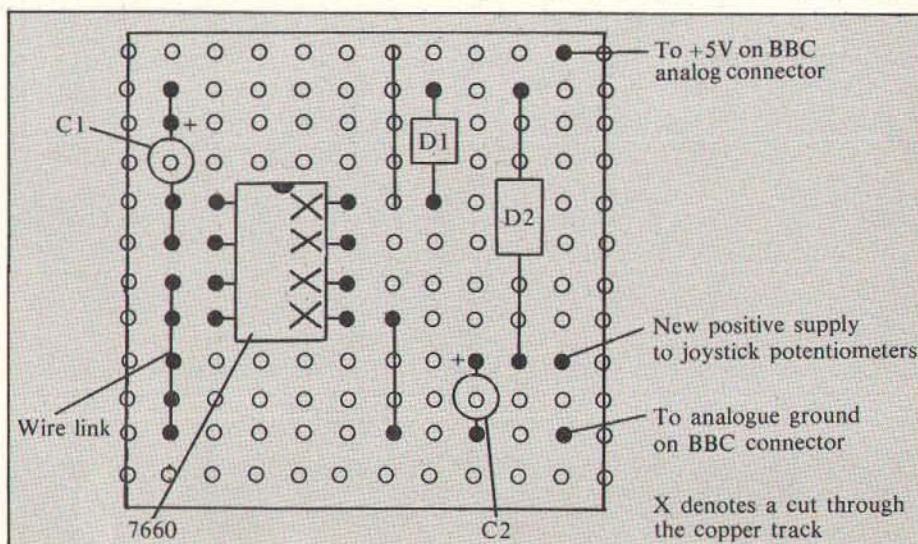 To +5V on BBC
analog connector
C1
+
D1
D2
New positive supply
to joystick potentiometers
+
Wire link
To analogue ground
on BBC connector
X denotes a cut through
the copper track
7660
C2